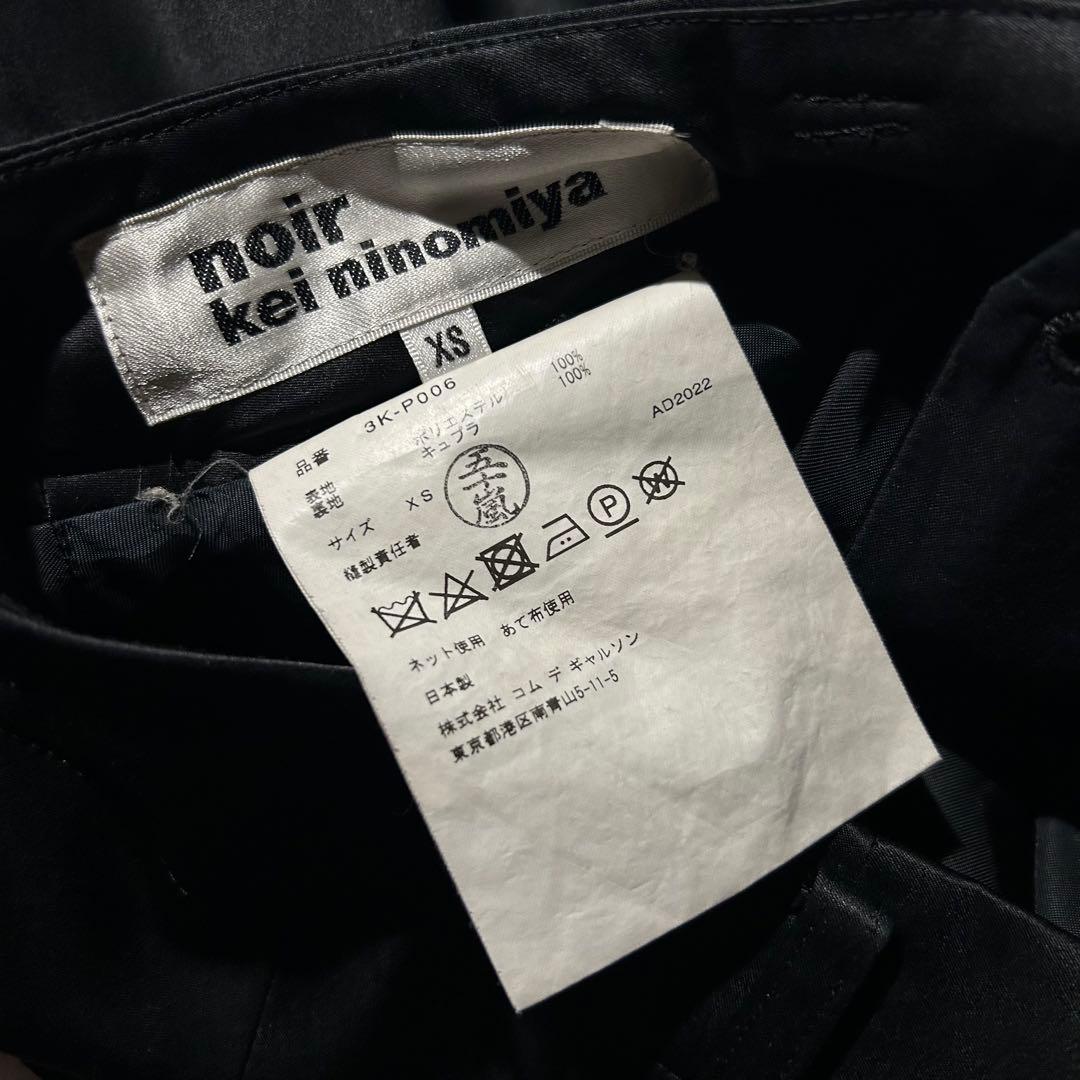 noir
kei ninomiya
XS
品番 3K-P006
表地 ポリエステル 100%
裏地 キュプラ 100%
AD2022
サイズ XS
縫製責任者 五十嵐
P
ネット使用 あて布使用
日本製
株式会社 コム デ ギャルソン
東京都港区南青山5-11-5